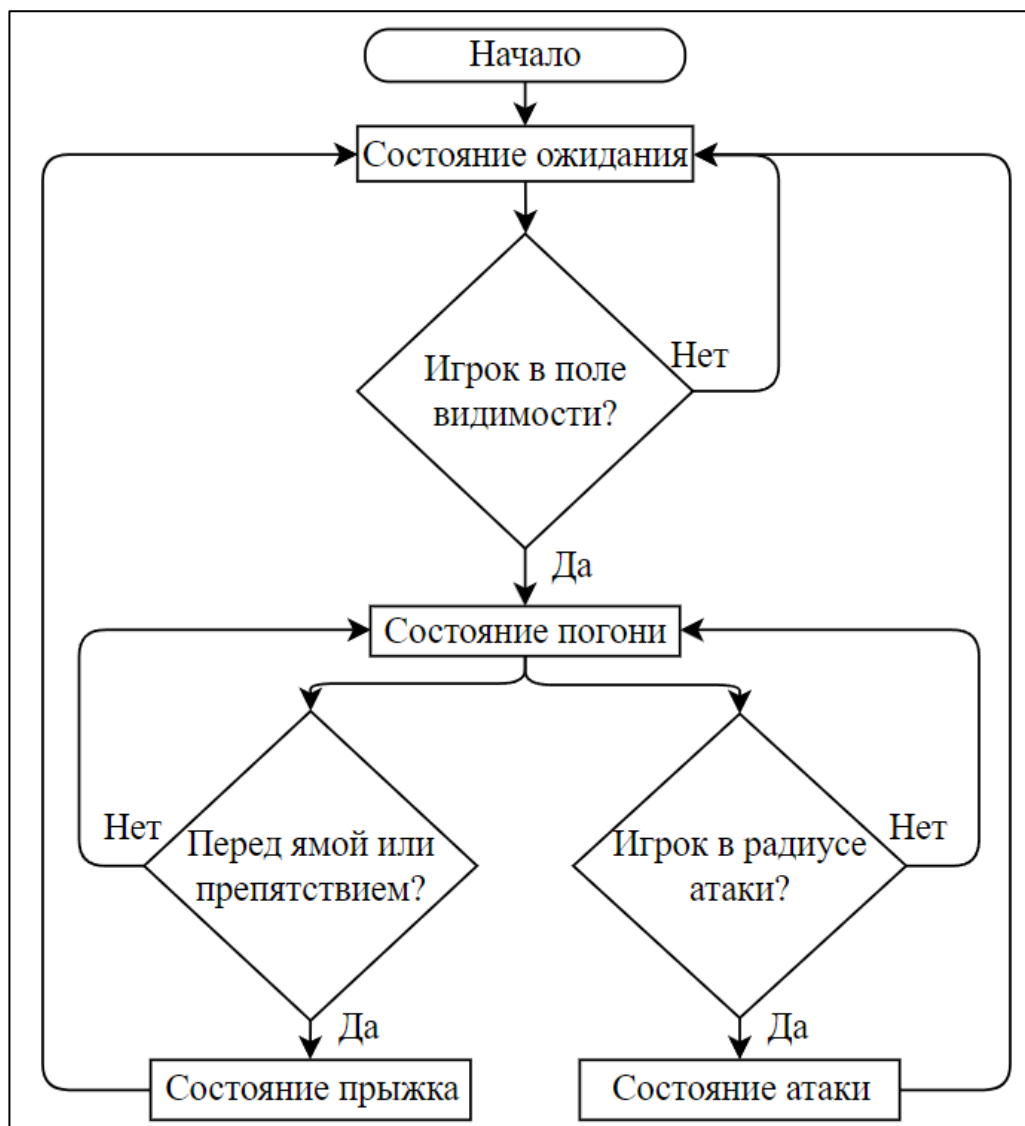 Начало
Состояние ожидания
Игрок в поле
видимости?
Нет
Да
Состояние погони
Нет
Перед ямой или
препятствием?
Да
Состояние прыжка
Игрок в радиусе
атаки?
Нет
Да
Состояние атаки